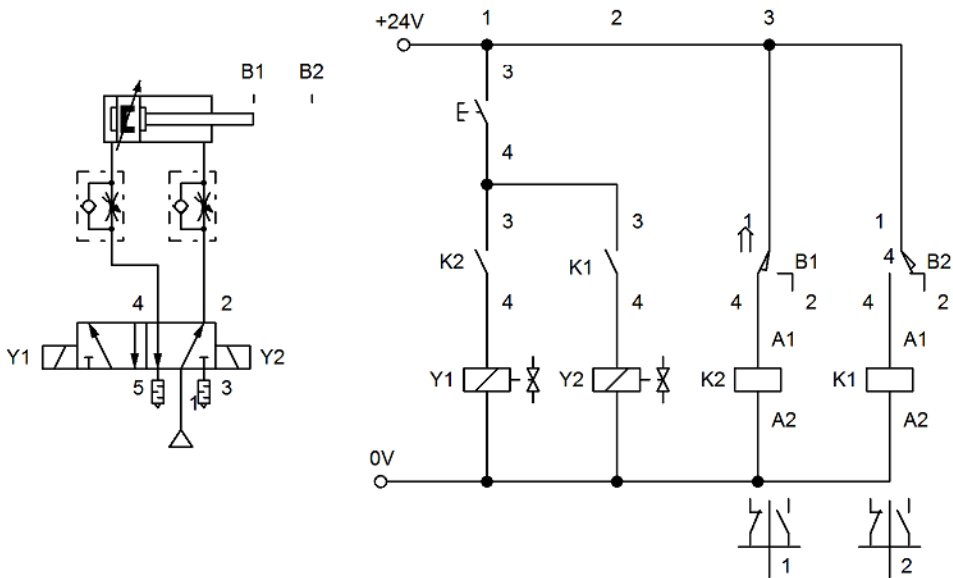 1 2 3
+24V
B1 B2
3
E
4
3 3
1 1
K2 K1 B1 4 B2
4 2 4 4 4 2 4 2
A1 A1
Y1 Y2 Y1 Y2 K2 K1
5 1 3
A2 A2
0V
1 2